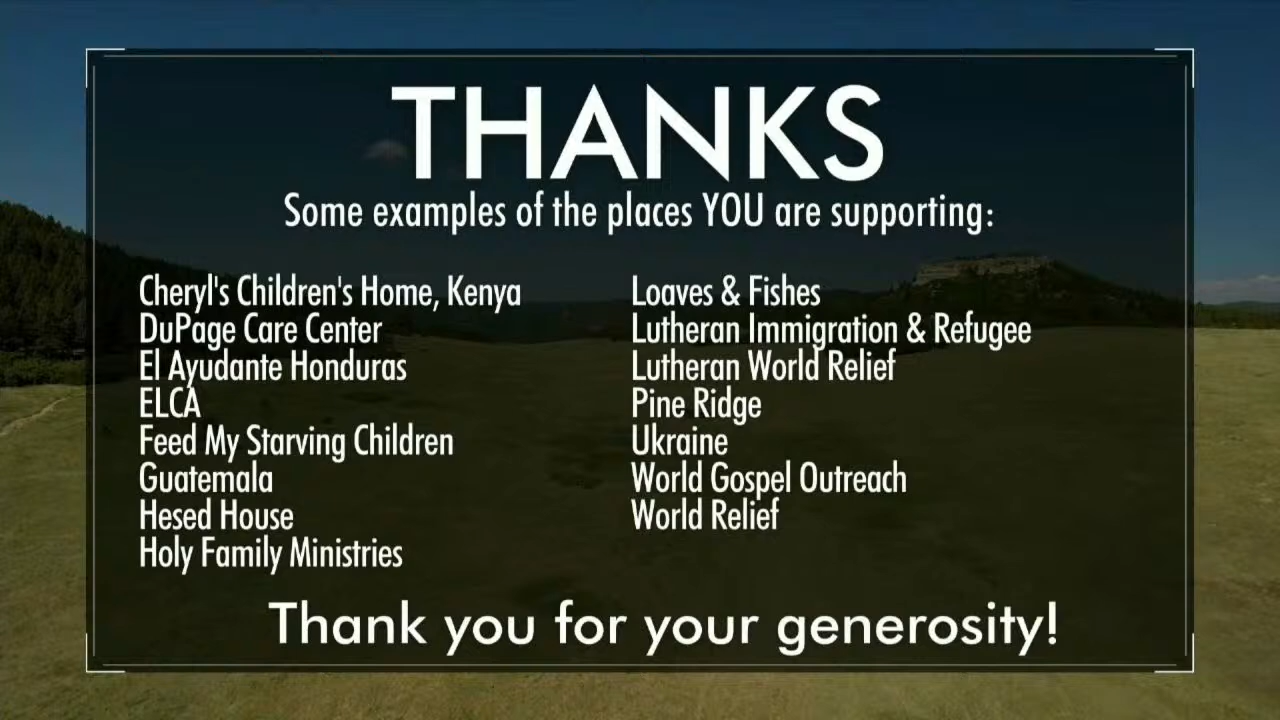 THANKS
Some examples of the places YOU are supporting:
Cheryl's Children's Home, Kenya
DuPage Care Center
El Ayudante Honduras
ELCA
Feed My Starving Children
Guatemala
Hesed House
Holy Family Ministries
Loaves & Fishes
Lutheran Immigration & Refugee
Lutheran World Relief
Pine Ridge
Ukraine
World Gospel Outreach
World Relief
Thank you for your generosity!